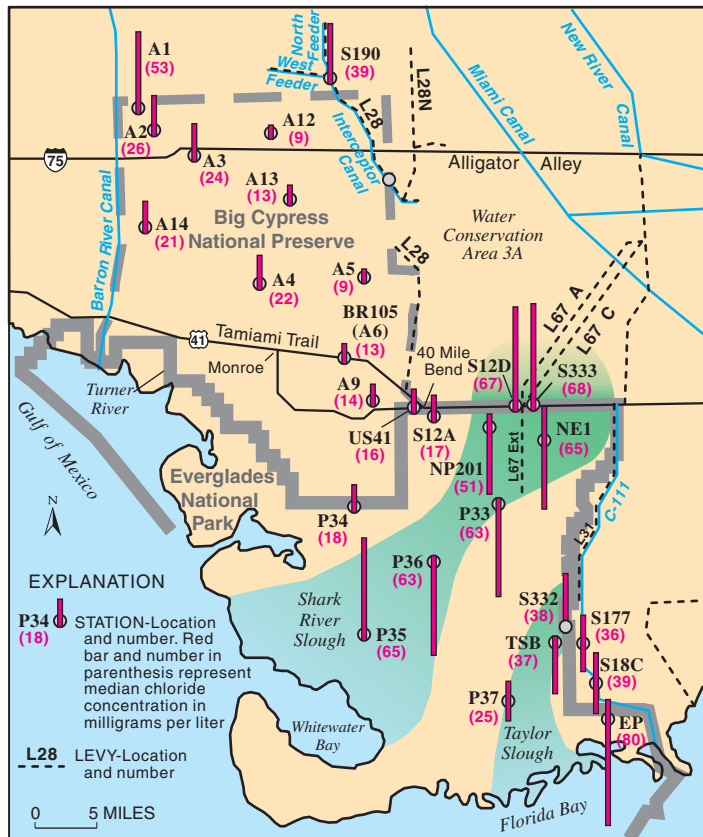 A1
(53)
North
Feeder
West
Feeder
S190
(39)
L28
Interceptor
Canal
L28N
Miami Canal
New River
Canal
A2
(26)
A12
(9)
A3
(24)
75
Alligator Alley
A13
(13)
Barron River Canal
Big Cypress
National Preserve
A14
(21)
Water
Conservation
Area 3A
L28
A4
(22)
A5
(9)
L67 A
L67 C
BR105
(A6)
(13)
41
Tamiami Trail
Monroe
40 Mile
Bend
S12D
(67)
S333
(68)
Turner
River
A9
(14)
US41
(16)
S12A
(17)
NP201
(51)
L67 Ext
NE1
(65)
Gulf of Mexico
Everglades
National
Park
N
P34
(18)
P33
(63)
L31
C-111
P36
(63)
Shark
River
Slough
P35
(65)
S332
(38)
S177
(36)
TSB
(37)
S18C
(39)
P37
(25)
EP
(80)
Whitewater
Bay
Taylor
Slough
Florida Bay
EXPLANATION
P34
(18)
STATION-Location
and number. Red
bar and number in
parenthesis represent
median chloride
concentration in
milligrams per liter
L28
LEVY-Location
and number
0 5 MILES